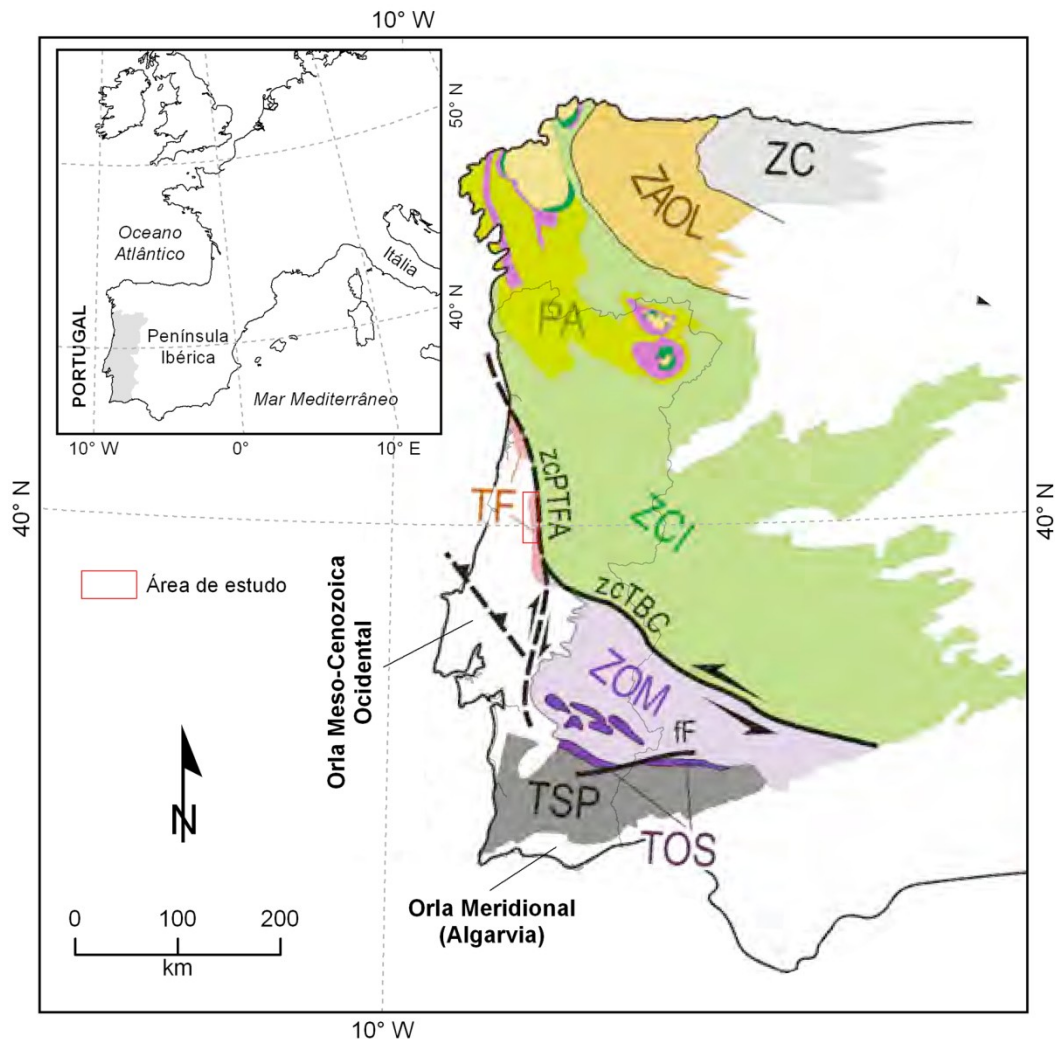 10° W
50° N
40° N
Oceano
Atlântico
Itália
PORTUGAL
Península
Ibérica
Mar Mediterrâneo
10° W
0°
10° E
ZC
ZAOL
PA
zcPTFA
TF
ZCI
40° N
40° N
Área de estudo
zcTBC
Orla Meso-Cenozoica
Ocidental
ZOM
fF
TSP
TOS
N
Orla Meridional
(Algarvia)
0 100 200
km
10° W